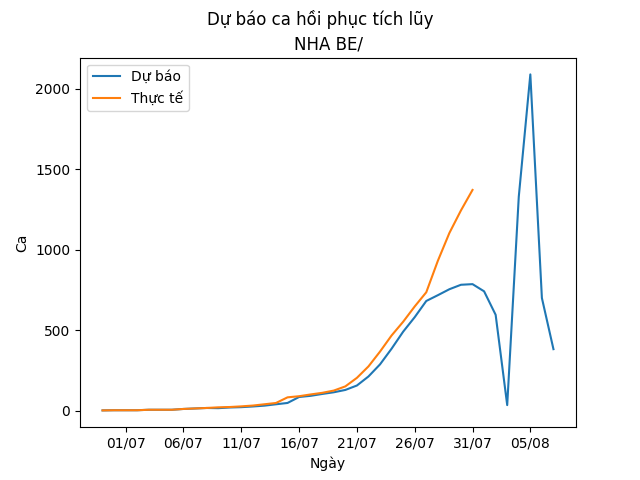 Dự báo ca hồi phục tích lũy
NHA BE/
Dự báo
Thực tế
2000
1500
1000
500
0
Ca
01/07 06/07 11/07 16/07 21/07 26/07 31/07 05/08
Ngày